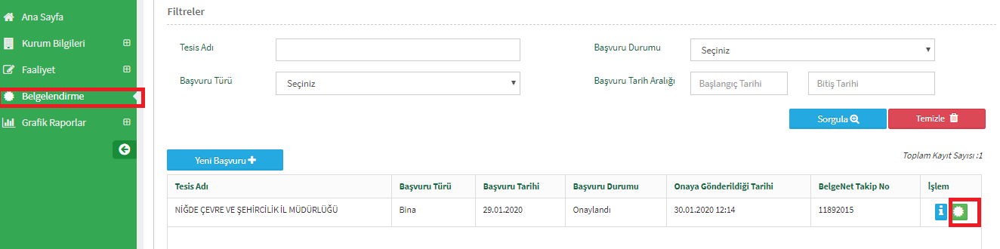 Ana Sayfa
Kurum Bilgileri
Faaliyet
Belgelendirme
Grafik Raporlar
Filtreler
Tesis Adı
Başvuru Durumu Seçiniz
Başvuru Türü Seçiniz
Başvuru Tarih Aralığı Başlangıç Tarihi Bitiş Tarihi
Sorgula Temizle
Yeni Başvuru
Toplam Kayıt Sayısı :1
Tesis Adı Başvuru Türü Başvuru Tarihi Başvuru Durumu Onaya Gönderildiği Tarihi BelgeNet Takip No İşlem
NİĞDE ÇEVRE VE ŞEHİRCİLİK İL MÜDÜRLÜĞÜ Bina 29.01.2020 Onaylandı 30.01.2020 12:14 11892015